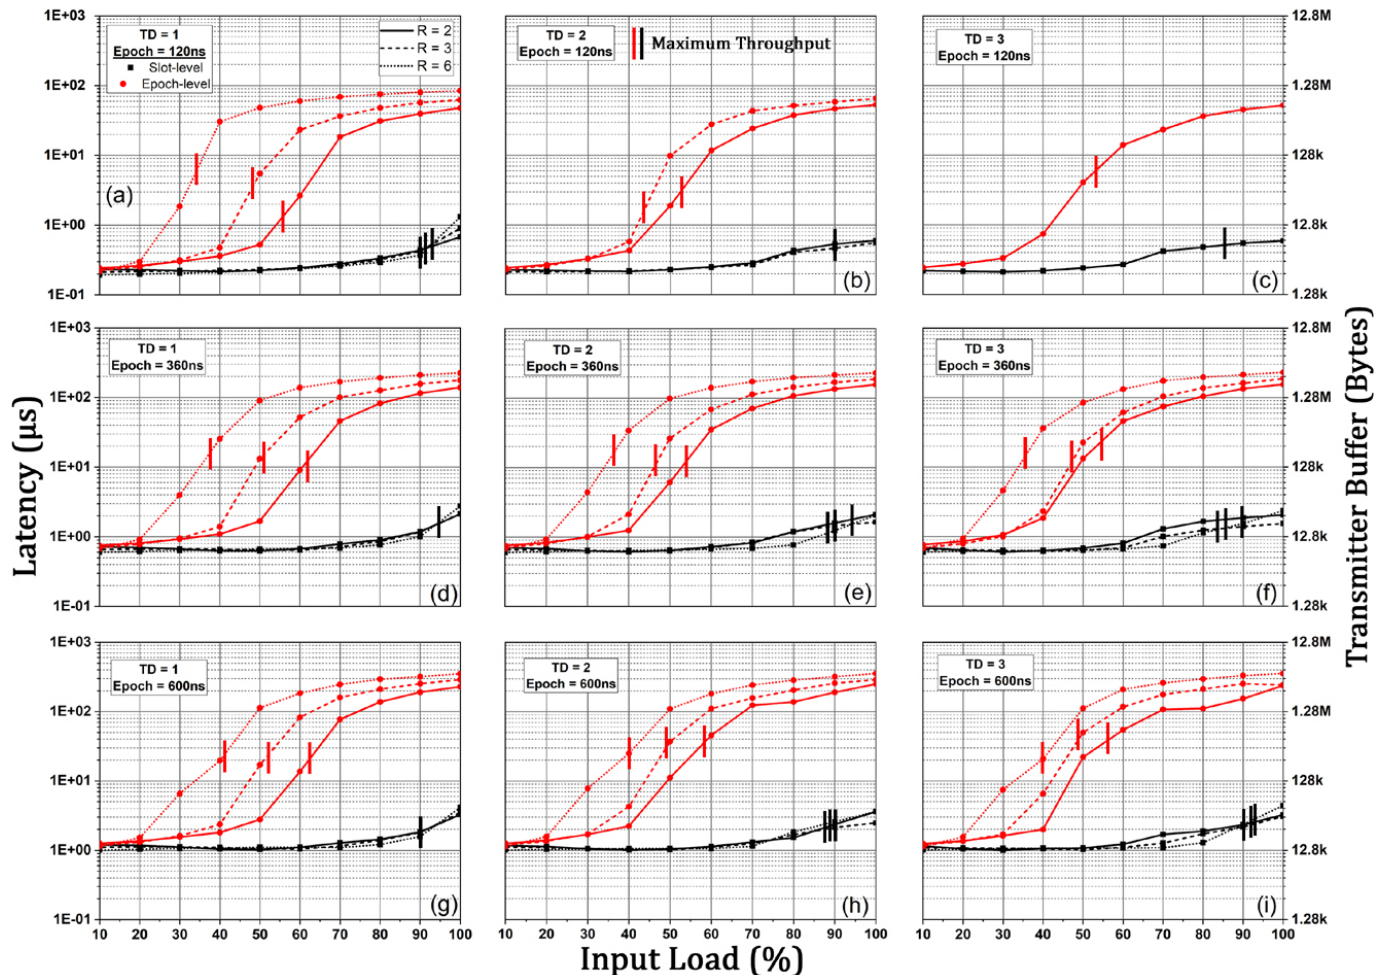 1E+03
1E+02
1E+01
1E+00
1E-01
TD = 1
Epoch = 120ns
Slot-level
Epoch-level
R = 2
R = 3
R = 6
(a)
TD = 2
Epoch = 120ns
Maximum Throughput
(b)
TD = 3
Epoch = 120ns
(c)
12.8M
1.28M
128k
12.8k
1.28k
1E+03
1E+02
1E+01
1E+00
1E-01
TD = 1
Epoch = 360ns
(d)
TD = 2
Epoch = 360ns
(e)
TD = 3
Epoch = 360ns
(f)
12.8M
1.28M
128k
12.8k
1.28k
1E+03
1E+02
1E+01
1E+00
1E-01
TD = 1
Epoch = 600ns
(g)
TD = 2
Epoch = 600ns
(h)
TD = 3
Epoch = 600ns
(i)
12.8M
1.28M
128k
12.8k
1.28k
10 20 30 40 50 60 70 80 90 100
10 20 30 40 50 60 70 80 90 100
10 20 30 40 50 60 70 80 90 100
Latency (µs)
Input Load (%)
Transmitter Buffer (Bytes)